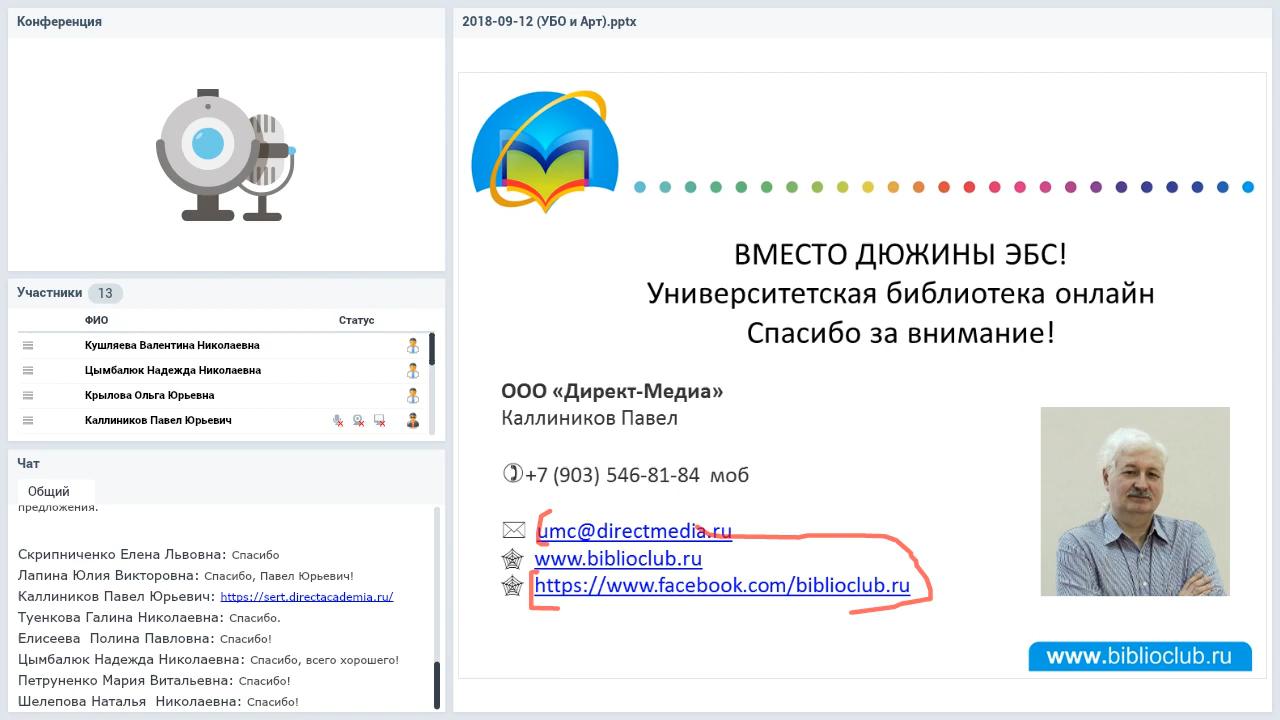 Конференция
Участники 13
ФИО Статус
Кушляева Валентина Николаевна
Цымбалюк Надежда Николаевна
Крылова Ольга Юрьевна
Каллиников Павел Юрьевич
Чат
Общий
предложения.
Скрипниченко Елена Львовна: Спасибо
Лапина Юлия Викторовна: Спасибо, Павел Юрьевич!
Каллиников Павел Юрьевич: https://sert.directacademia.ru/
Туенкова Галина Николаевна: Спасибо.
Елисеева Полина Павловна: Спасибо!
Цымбалюк Надежда Николаевна: Спасибо, всего хорошего!
Петруненко Мария Витальевна: Спасибо!
Шелепова Наталья Николаевна: Спасибо!
2018-09-12 (УБО и Арт).pptx
ВМЕСТО ДЮЖИНЫ ЭБС!
Университетская библиотека онлайн
Спасибо за внимание!
ООО «Директ-Медиа»
Каллиников Павел
+7 (903) 546-81-84 моб
umc@directmedia.ru
www.biblioclub.ru
https://www.facebook.com/biblioclub.ru
www.biblioclub.ru